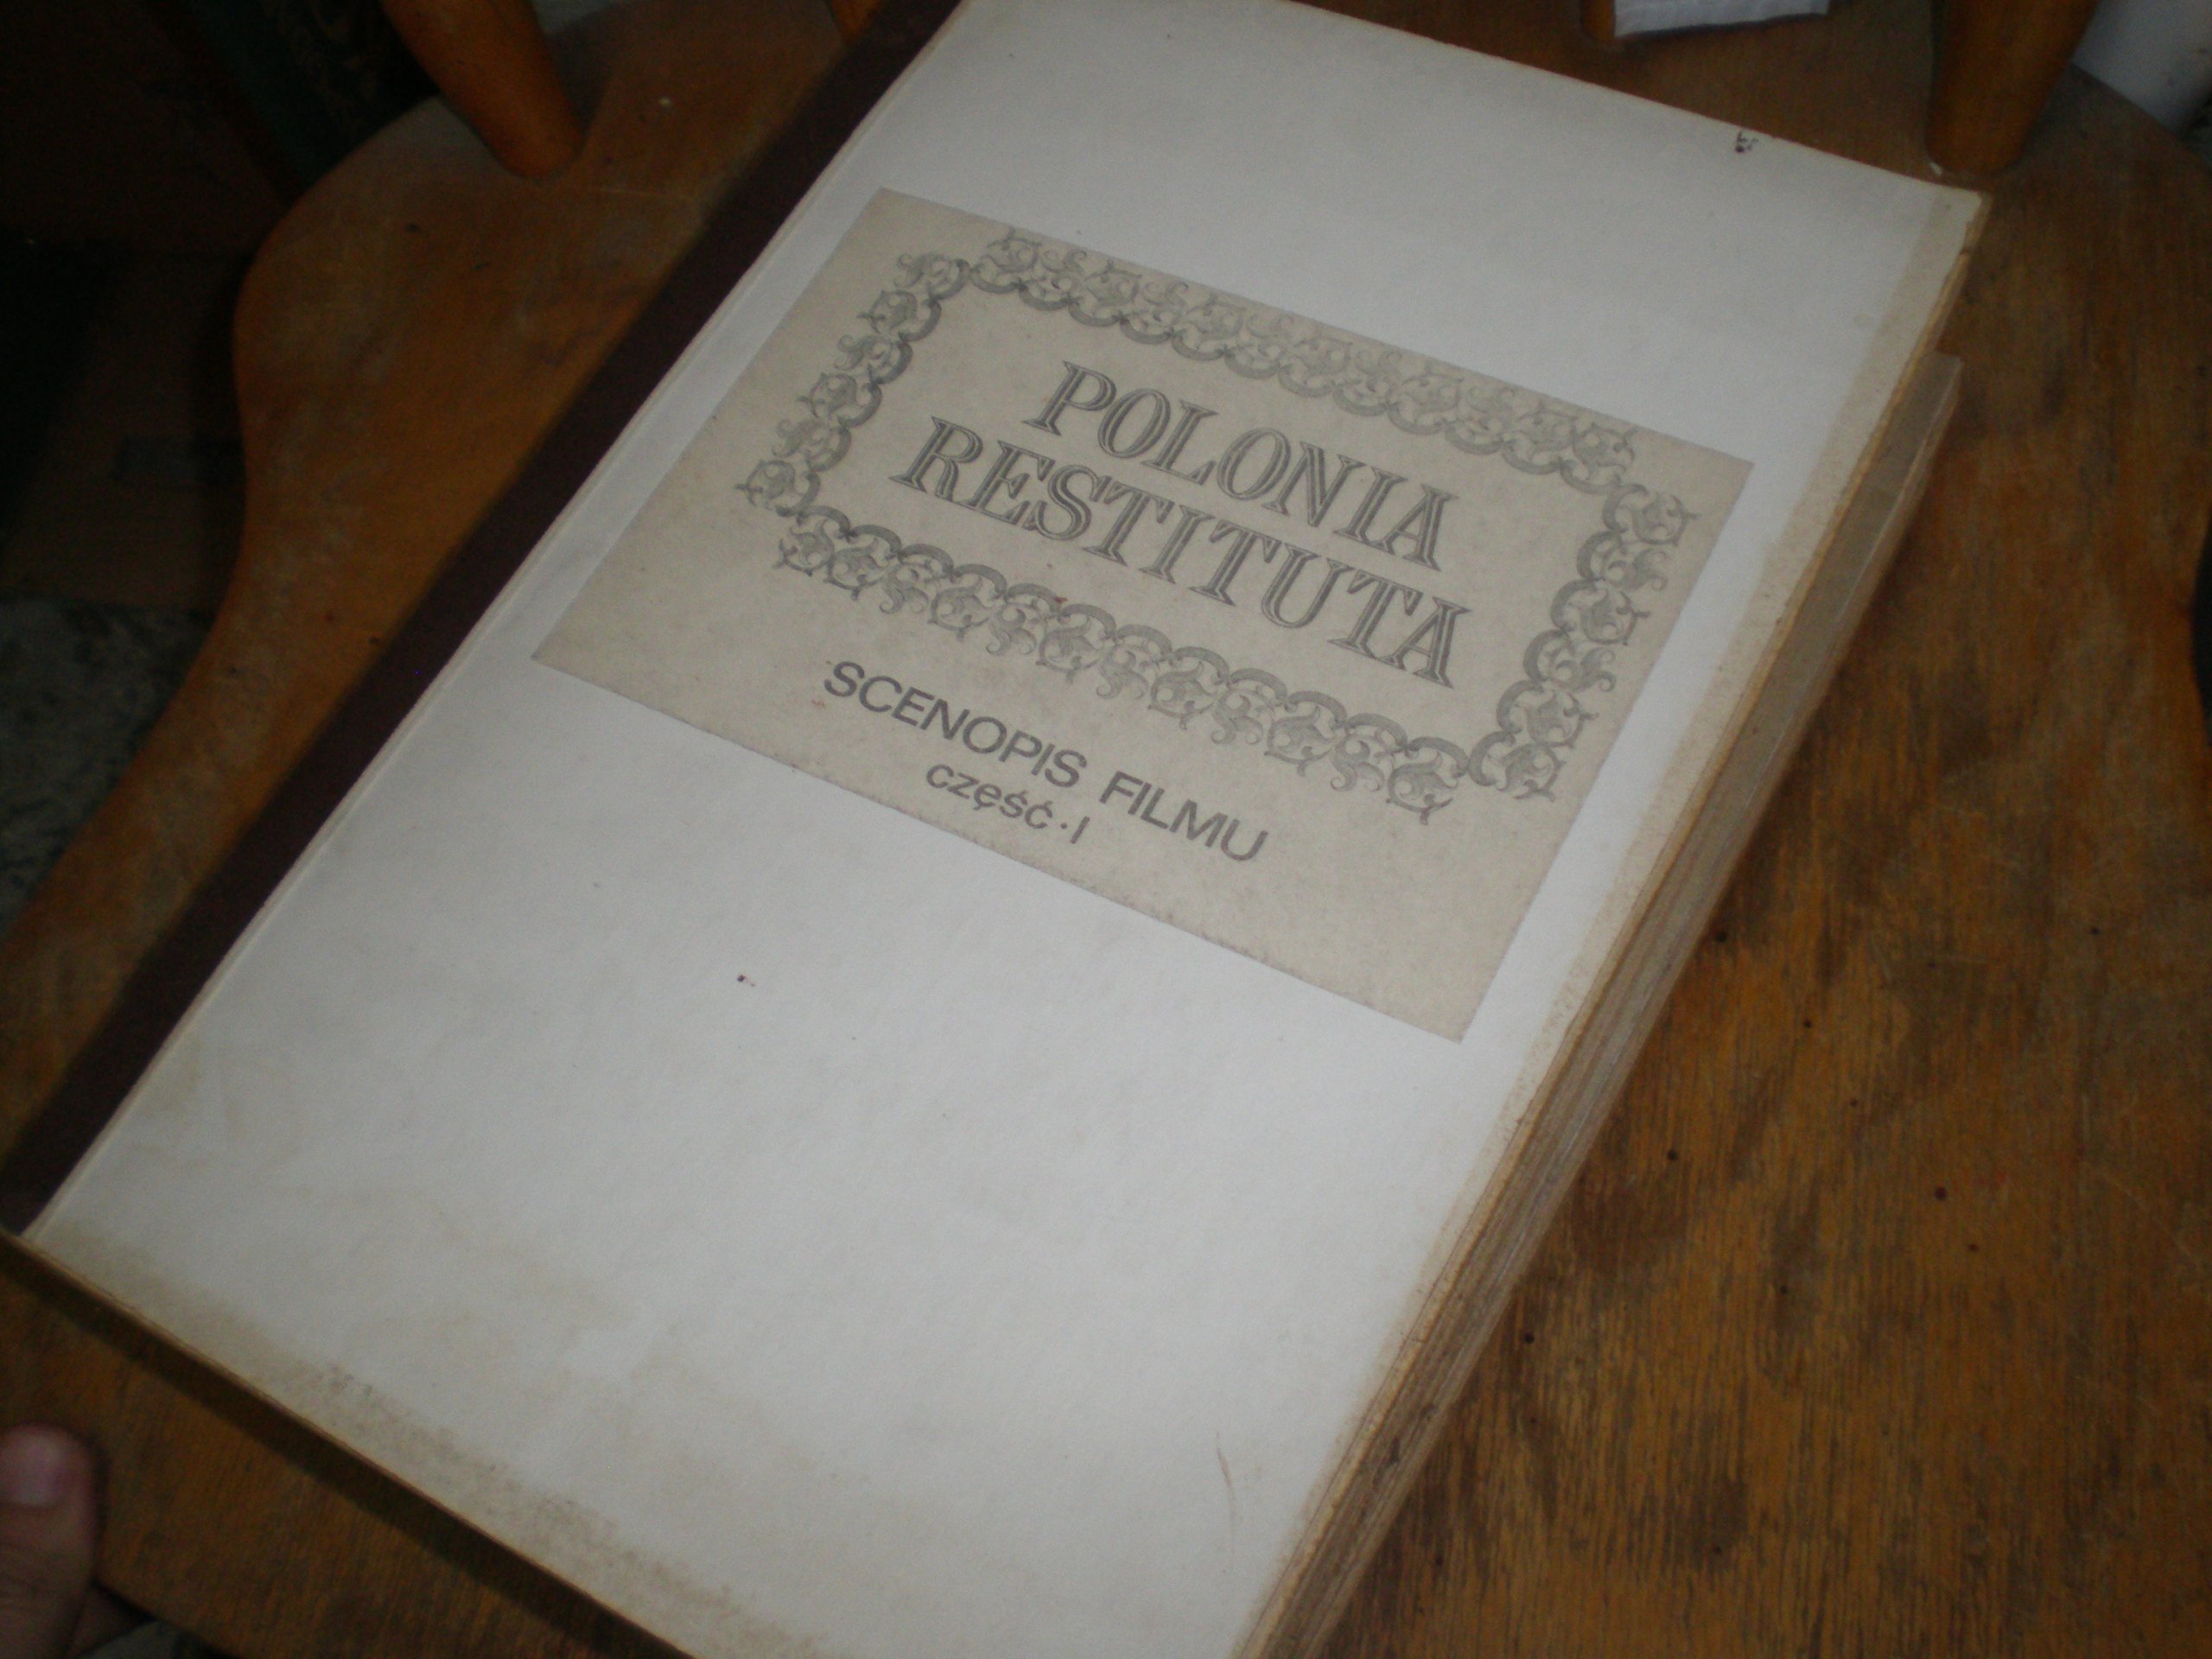 POLONIA
RESTITUTA
SCENOPIS FILMU
część·I